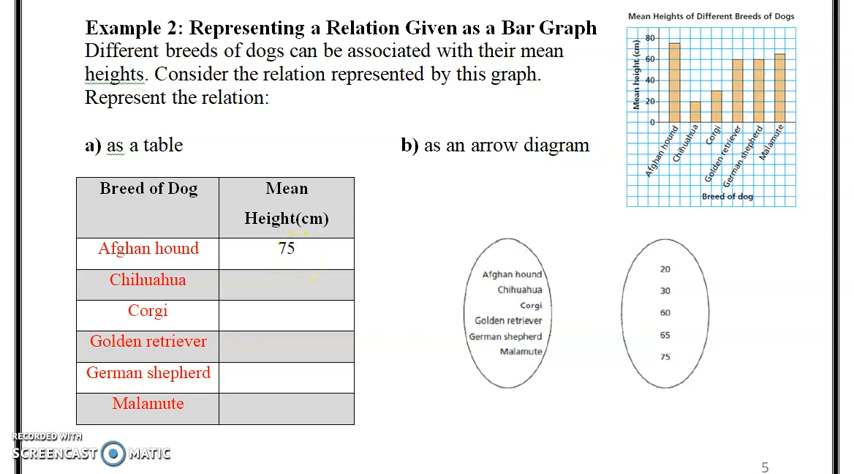 Example 2: Representing a Relation Given as a Bar Graph
Different breeds of dogs can be associated with their mean
heights. Consider the relation represented by this graph.
Represent the relation:
a) as a table
b) as an arrow diagram
Mean Heights of Different Breeds of Dogs
Mean height (cm)
80
60
40
20
0
Afghan hound
Chihuahua
Corgi
Golden retriever
German shepherd
Malamute
Breed of dog
Breed of Dog
Mean
Height(cm)
Afghan hound 75
Chihuahua
Corgi
Golden retriever
German shepherd
Malamute
Afghan hound
Chihuahua
Corgi
Golden retriever
German shepherd
Malamute
20
30
60
65
75
RECORDED WITH
SCREENCAST MATIC
5